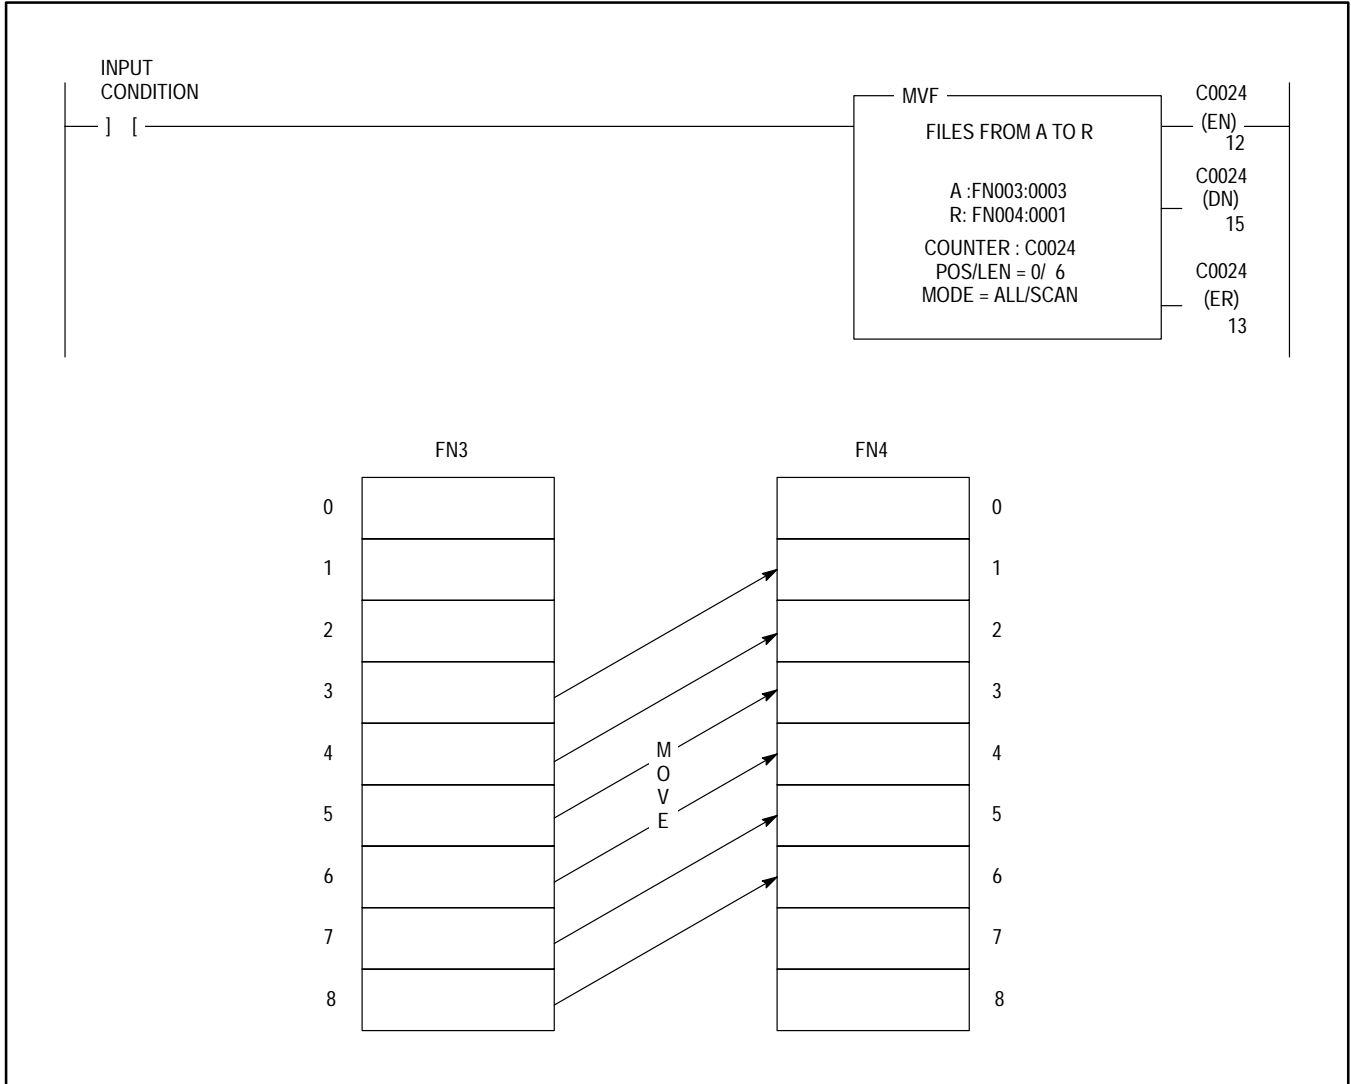 INPUT
CONDITION
] [
MVF
FILES FROM A TO R
A :FN003:0003
R: FN004:0001
COUNTER : C0024
POS/LEN = 0/ 6
MODE = ALL/SCAN
C0024
(EN)
12
C0024
(DN)
15
C0024
(ER)
13
FN3
FN4
0
0
1
1
2
2
3
3
4
4
5
5
6
6
7
7
8
8
M
O
V
E